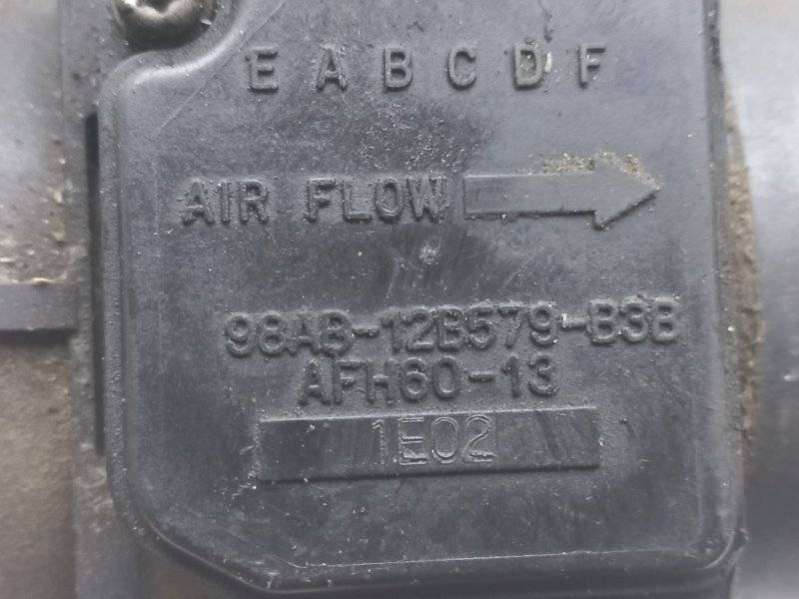 E A B C D F
AIR FLOW
98AB-12B579-B3B
AFH60-13
1E02